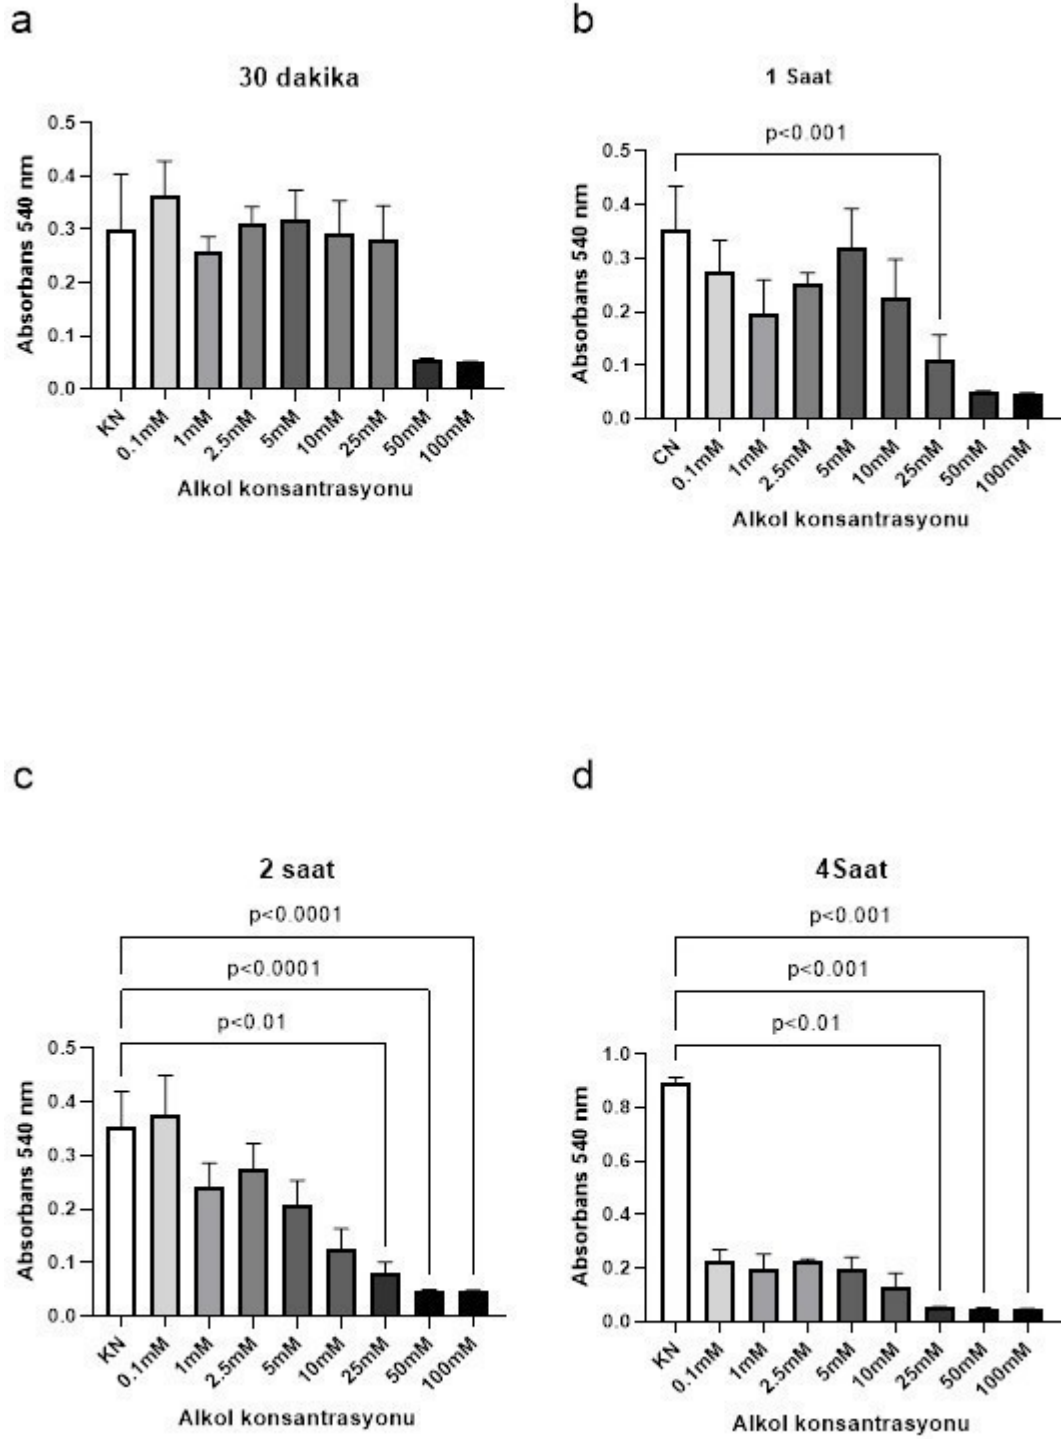 a
30 dakika
Absorbans 540 nm
0.5
0.4
0.3
0.2
0.1
0.0
KN
0.1mM
1mM
2.5mM
5mM
10mM
25mM
50mM
100mM
Alkol konsantrasyonu
b
1 Saat
p<0.001
Absorbans 540 nm
0.5
0.4
0.3
0.2
0.1
0.0
CN
0.1mM
1mM
2.5mM
5mM
10mM
25mM
50mM
100mM
Alkol konsantrasyonu
c
2 saat
p<0.0001
p<0.0001
p<0.01
Absorbans 540 nm
0.5
0.4
0.3
0.2
0.1
0.0
KN
0.1mM
1mM
2.5mM
5mM
10mM
25mM
50mM
100mM
Alkol konsantrasyonu
d
4Saat
p<0.001
p<0.001
p<0.01
Absorbans 540 nm
1.0
0.8
0.6
0.4
0.2
0.0
KN
0.1mM
1mM
2.5mM
5mM
10mM
25mM
50mM
100mM
Alkol konsantrasyonu